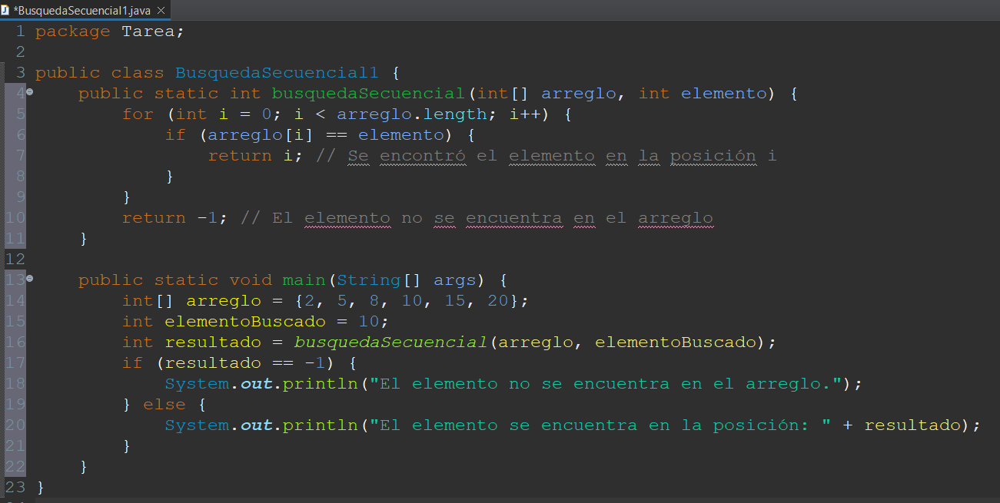 *BusquedaSecuencial1.java
1 package Tarea;
2
3 public class BusquedaSecuencial1 {
4 public static int busquedaSecuencial(int[] arreglo, int elemento) {
5 for (int i = 0; i < arreglo.length; i++) {
6 if (arreglo[i] == elemento) {
7 return i; // Se encontró el elemento en la posición i
8 }
9 }
10 return -1; // El elemento no se encuentra en el arreglo
11 }
12
13 public static void main(String[] args) {
14 int[] arreglo = {2, 5, 8, 10, 15, 20};
15 int elementoBuscado = 10;
16 int resultado = busquedaSecuencial(arreglo, elementoBuscado);
17 if (resultado == -1) {
18 System.out.println("El elemento no se encuentra en el arreglo.");
19 } else {
20 System.out.println("El elemento se encuentra en la posición: " + resultado);
21 }
22 }
23 }